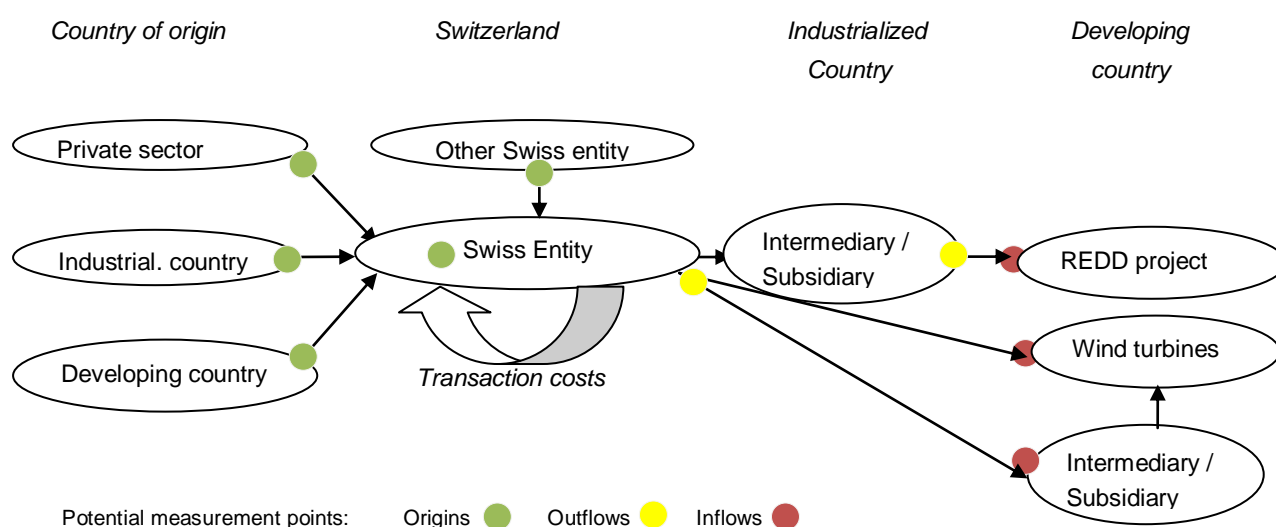 Country of origin
Switzerland
Industrialized
Country
Developing
country
Private sector
Other Swiss entity
Industrial. country
Swiss Entity
Intermediary /
Subsidiary
REDD project
Developing country
Transaction costs
Wind turbines
Intermediary /
Subsidiary
Potential measurement points: Origins Outflows Inflows